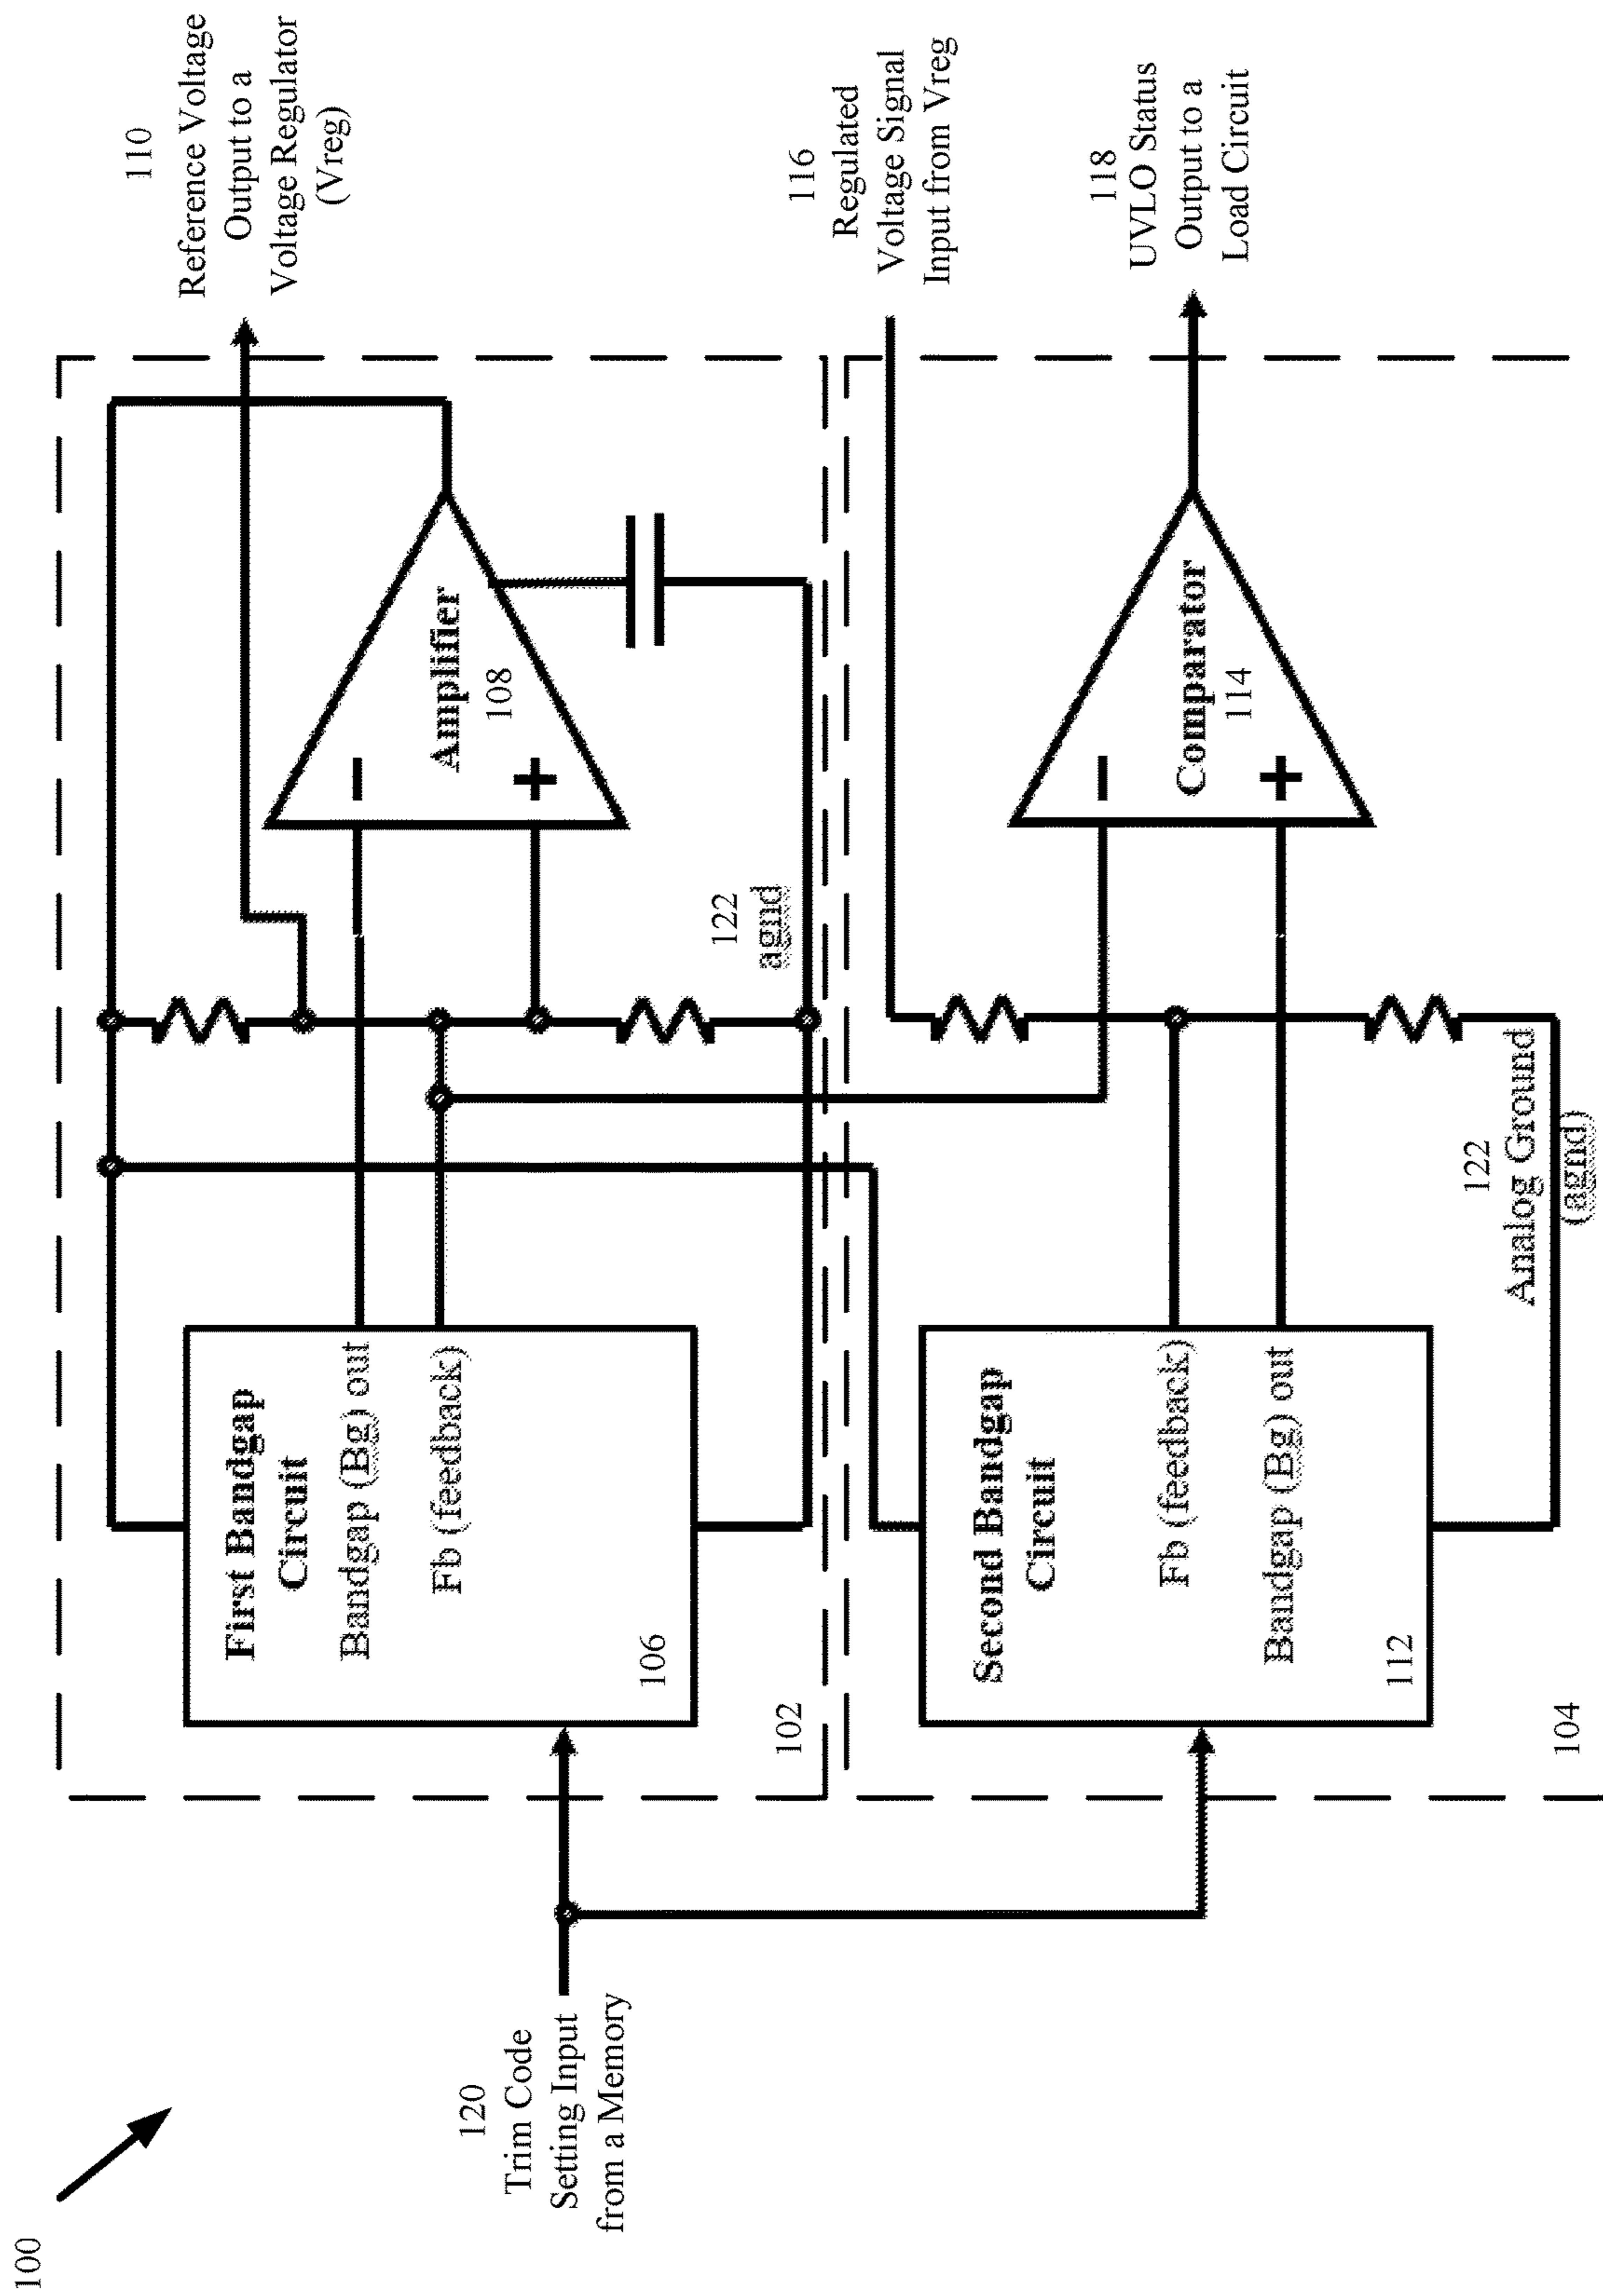 100
110
Reference Voltage
Output to a
Voltage Regulator
(Vreg)
Amplifier
108
122
agnd
First Bandgap
Circuit
Bandgap (Bg) out
Fb (feedback)
106
102
120
Trim Code
Setting Input
from a Memory
116
Regulated
Voltage Signal
Input from Vreg
118
UVLO Status
Output to a
Load Circuit
Comparator
114
Second Bandgap
Circuit
Fb (feedback)
Bandgap (Bg) out
112
122
Analog Ground
(agnd)
104